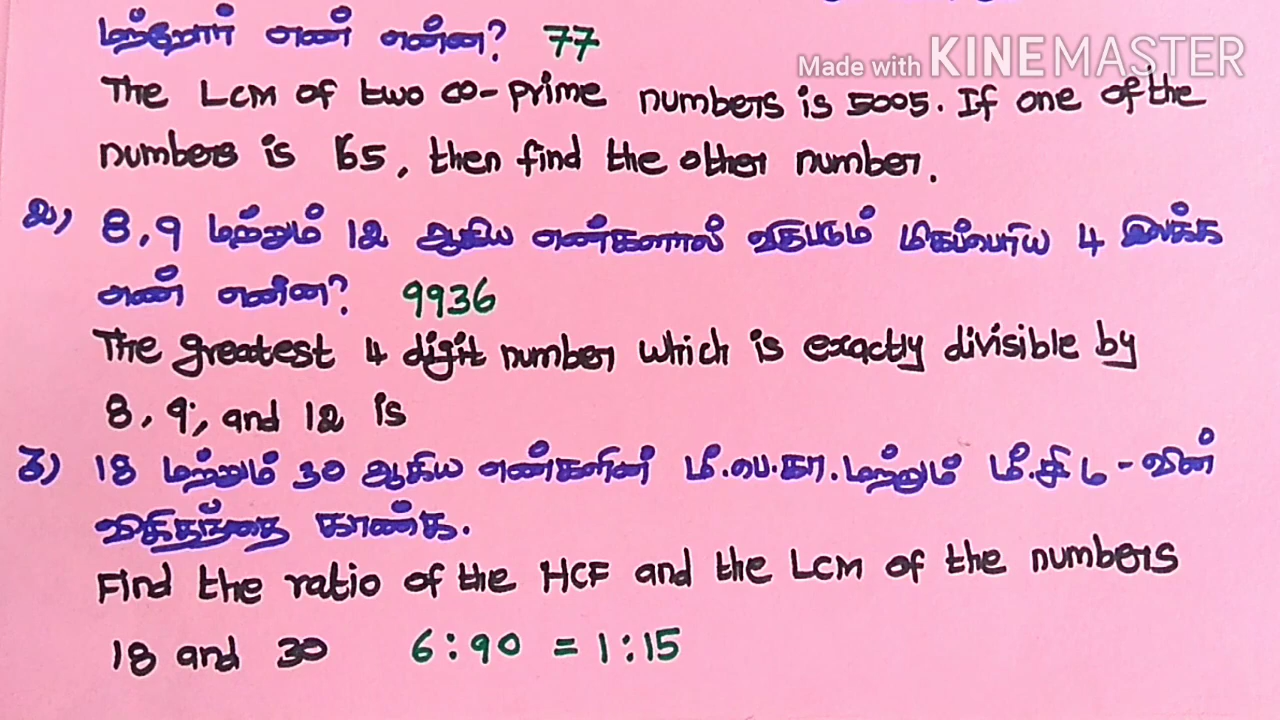 மற்றோர் எண் என்ன? 77
Made with KINEMASTER
The LCM of two co-prime numbers is 5005. If one of the
numbers is 65, then find the other number.
2) 8, 9 மற்றும் 12 ஆகிய எண்களால் வகுபடும் மிகப்பெரிய 4 இலக்க
எண் என்ன? 9936
The greatest 4 digit number which is exactly divisible by
8, 9, and 12 is
3) 18 மற்றும் 30 ஆகிய எண்களின் மீ.பெ.கா. மற்றும் மீ.சி ம - வின்
விகிதத்தை காண்க.
Find the ratio of the HCF and the LCM of the numbers
18 and 30 6:90 = 1:15